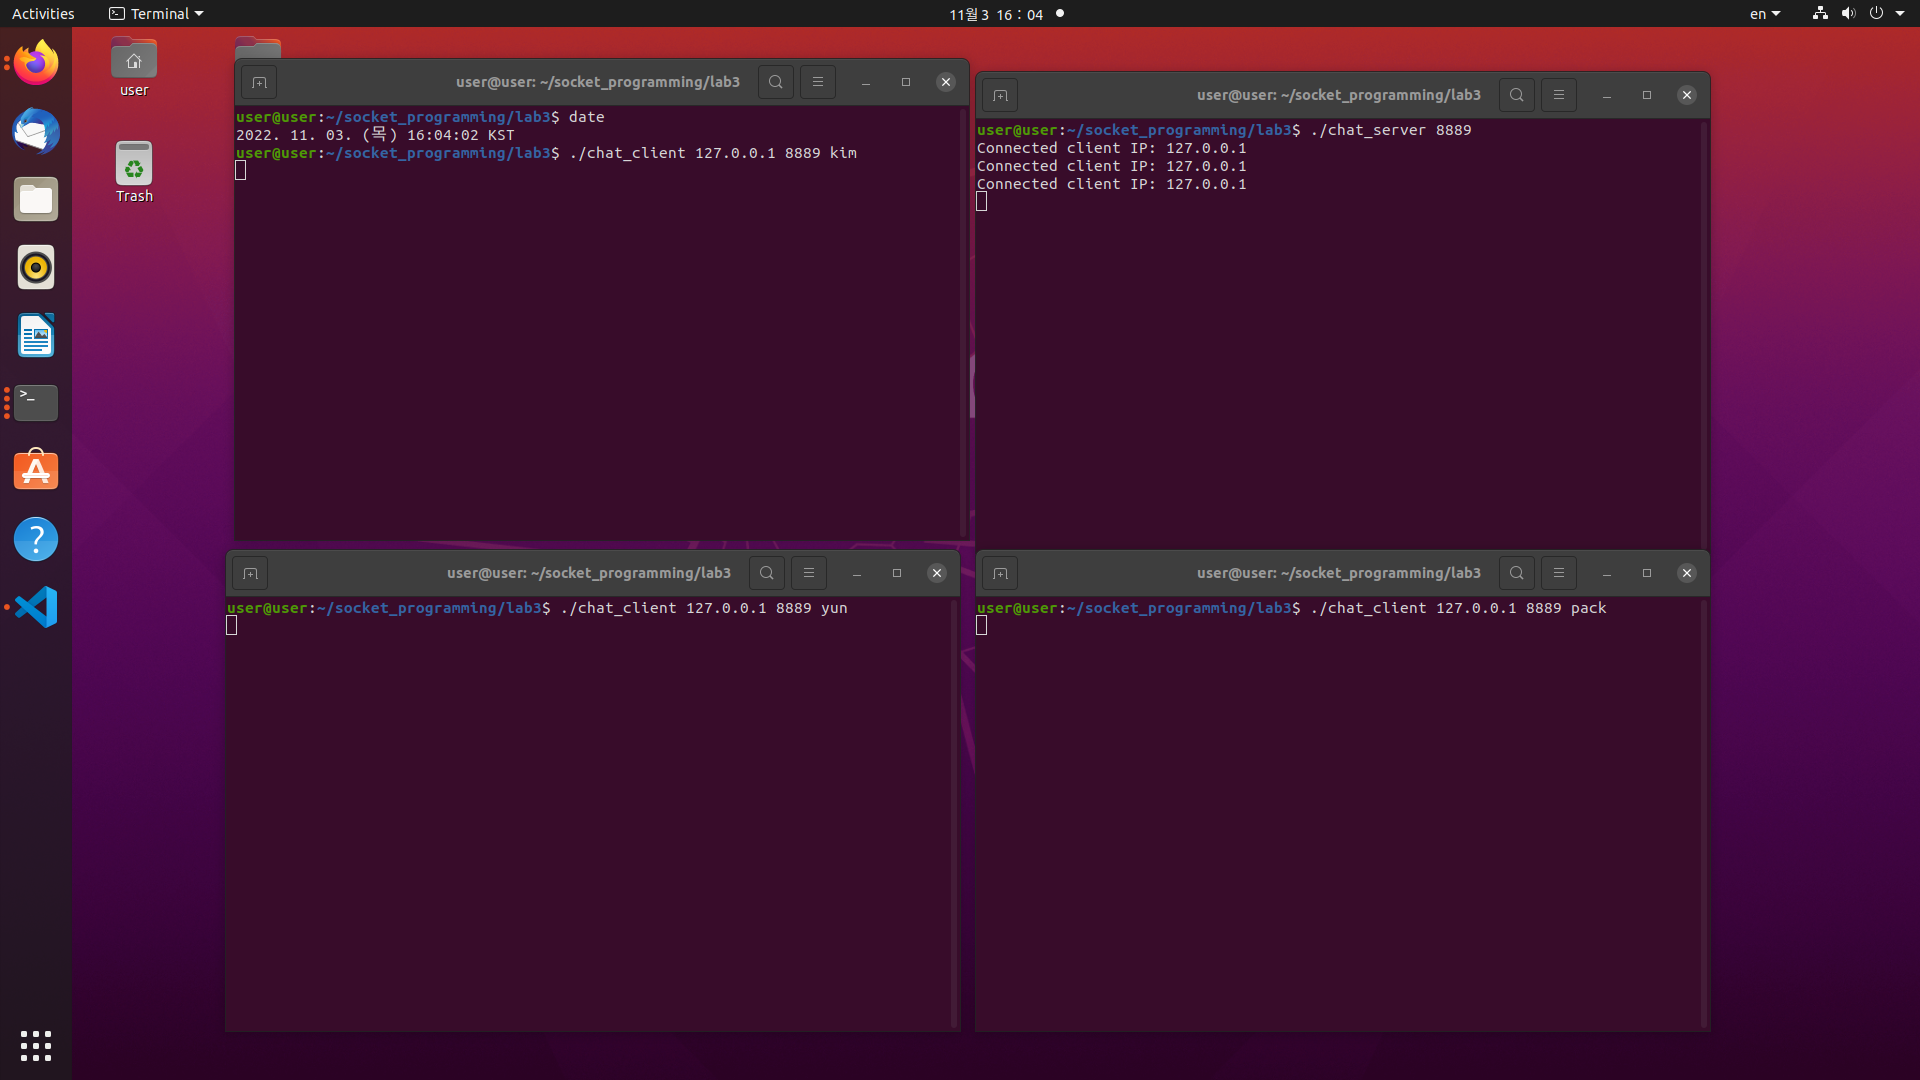 Activities
Terminal
11월 3 16 : 04
en
user
Trash
user@user: ~/socket_programming/lab3
user@user:~/socket_programming/lab3$ date
2022. 11. 03. (목) 16:04:02 KST
user@user:~/socket_programming/lab3$ ./chat_client 127.0.0.1 8889 kim
user@user: ~/socket_programming/lab3
user@user:~/socket_programming/lab3$ ./chat_server 8889
Connected client IP: 127.0.0.1
Connected client IP: 127.0.0.1
Connected client IP: 127.0.0.1
user@user: ~/socket_programming/lab3
user@user:~/socket_programming/lab3$ ./chat_client 127.0.0.1 8889 yun
user@user: ~/socket_programming/lab3
user@user:~/socket_programming/lab3$ ./chat_client 127.0.0.1 8889 pack